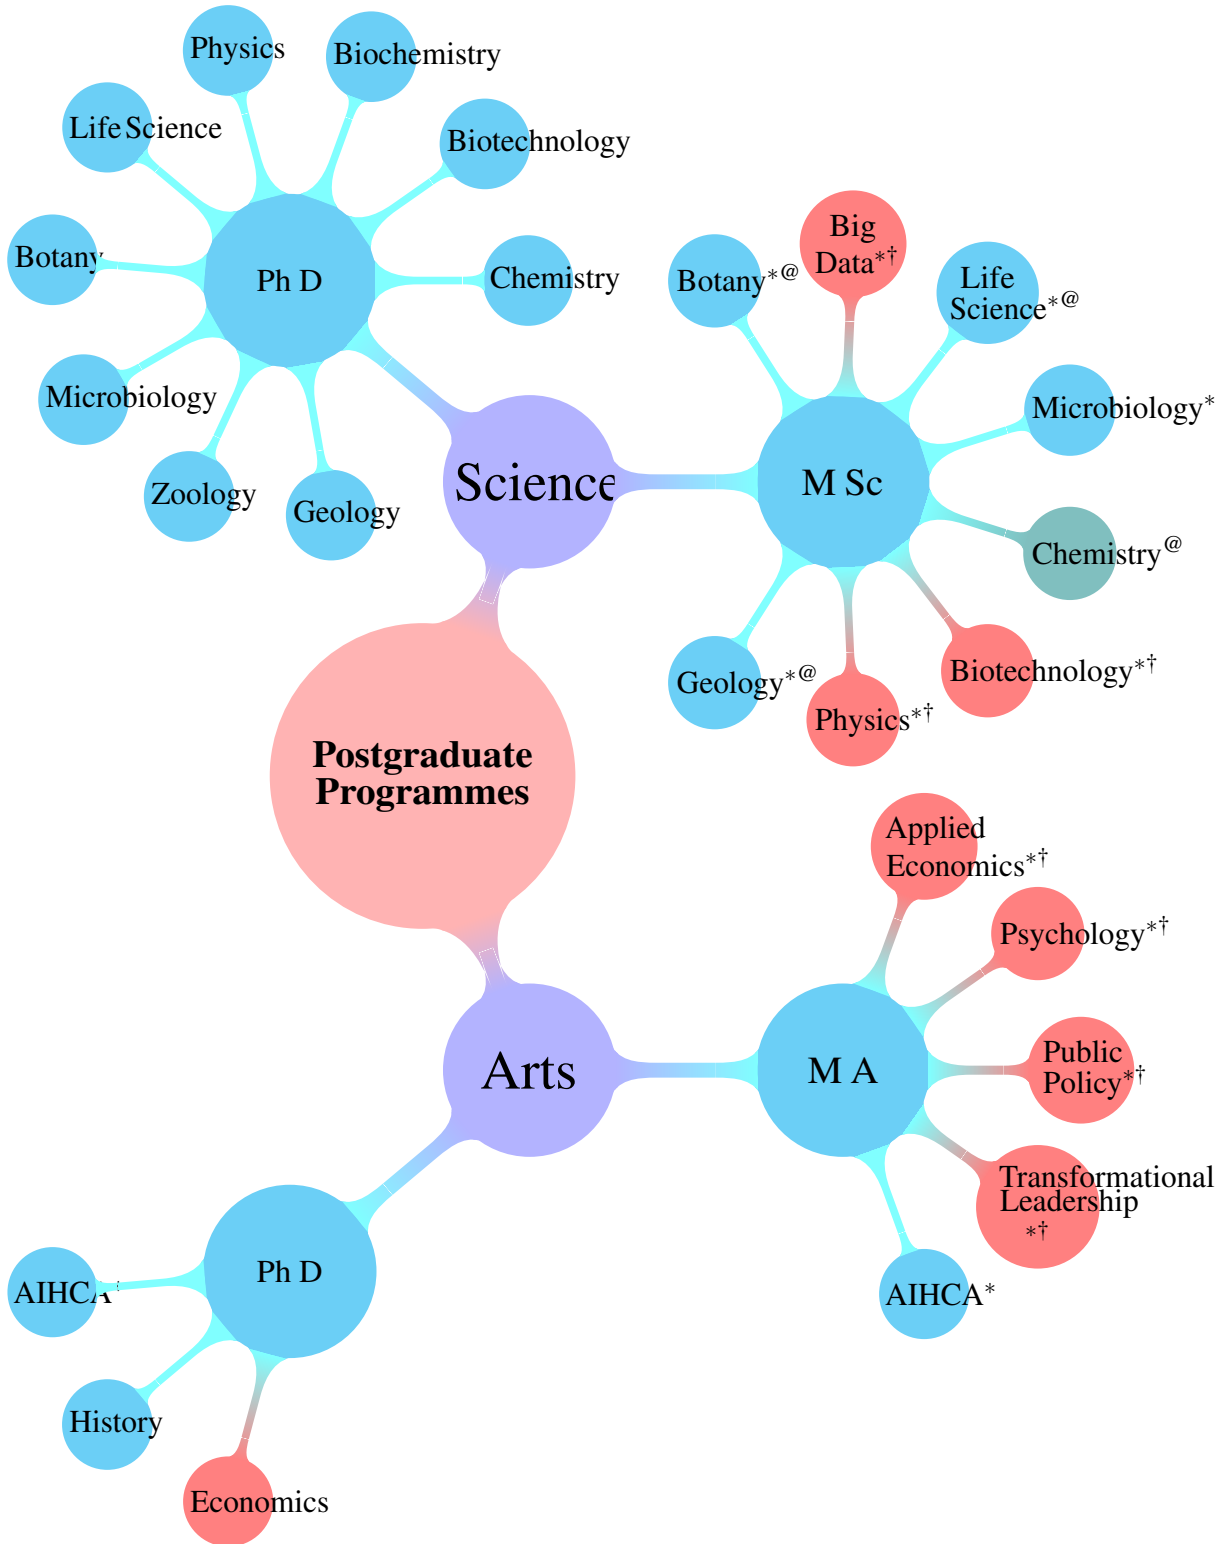 Physics
Biochemistry
Life Science
Biotechnology
Botany
Ph D
Chemistry
Microbiology
Zoology
Geology
Science
Big
Data*†
Botany*@
Life
Science*@
Microbiology*
M Sc
Chemistry@
Biotechnology*†
Geology*@
Physics*†
Postgraduate
Programmes
Applied
Economics*†
Psychology*†
Arts
M A
Public
Policy*†
Transformational
Leadership
*†
AIHCA*
Ph D
AIHCA
History
Economics